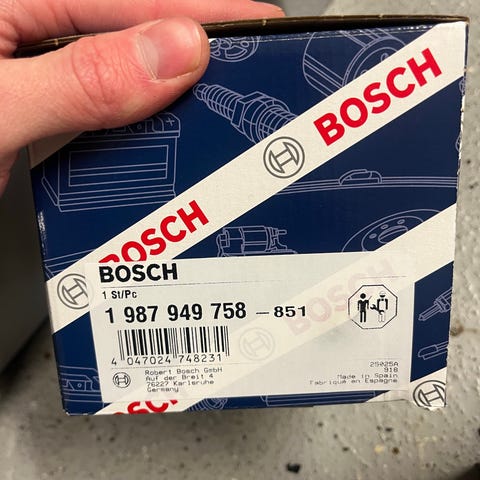 BOSCH
BOSCH
BOSCH
1 St/Pc
1 987 949 758 - 851
4 047024 748231
Robert Bosch GmbH
Auf der Breit 4
76227 Karlsruhe
Germany
25025A
918
Made in Spain
Fabriqué en Espagne
BOSCH